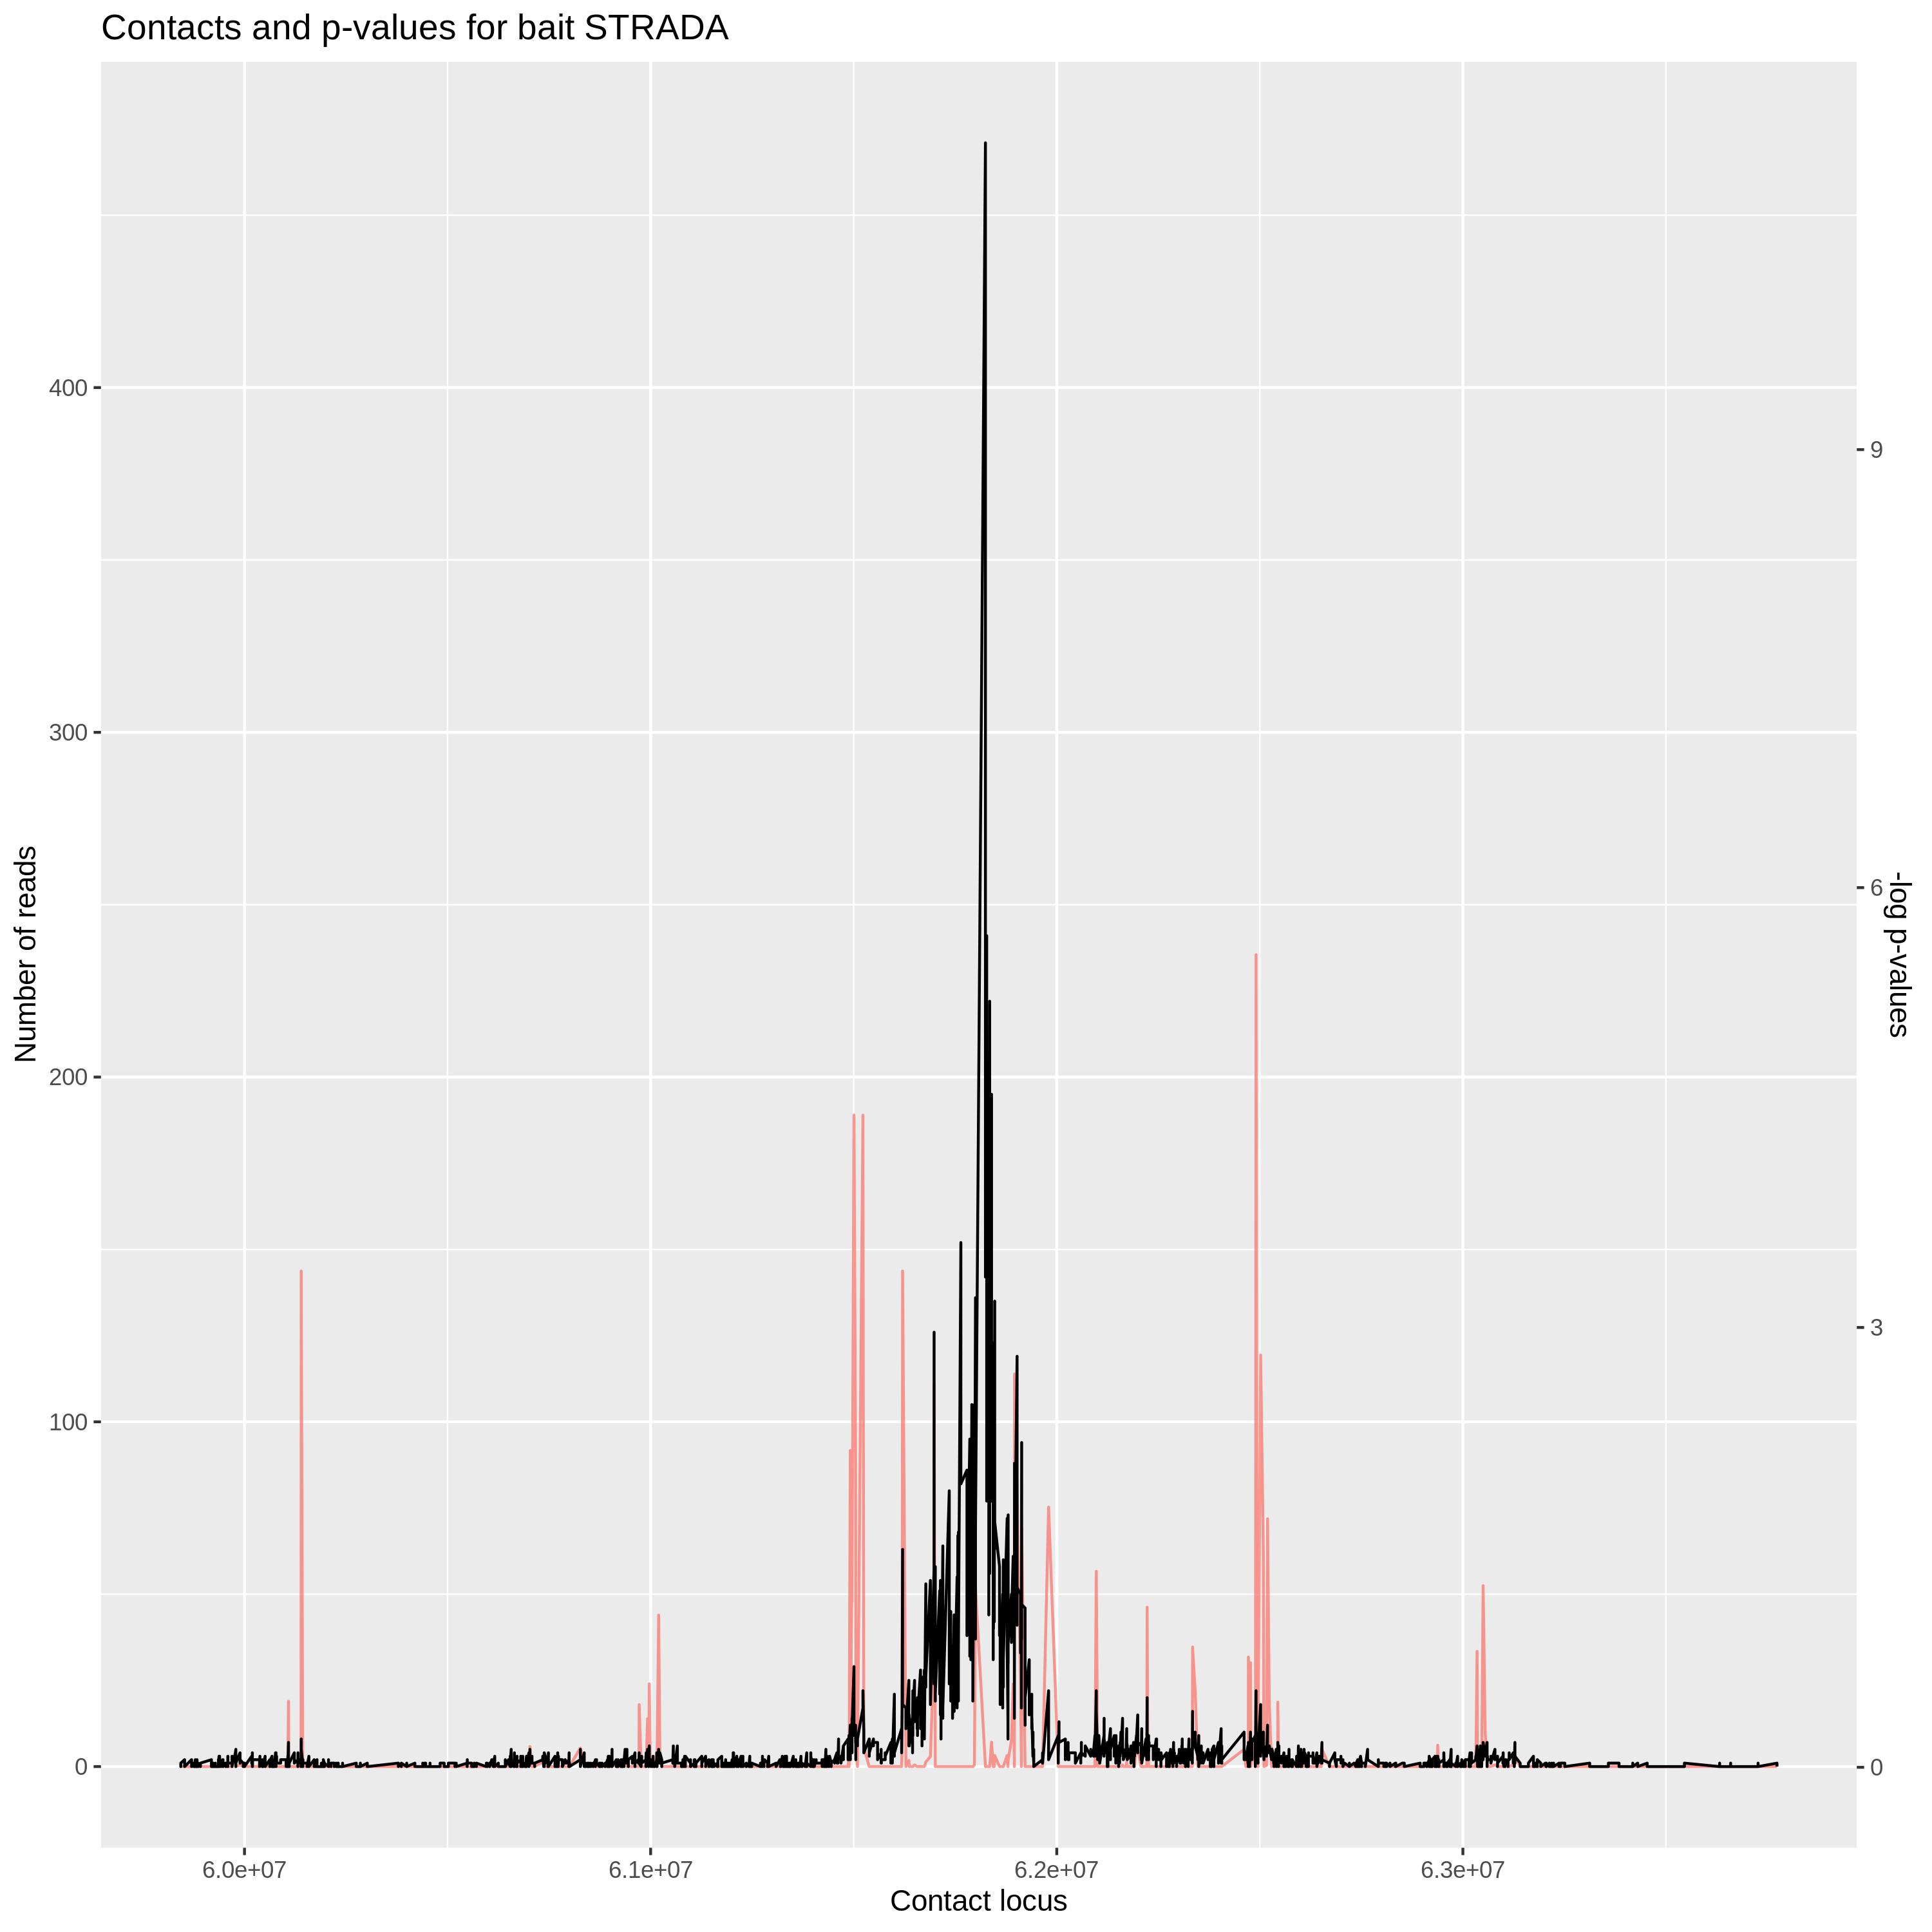 Contacts and p-values for bait STRADA
Number of reads
400
300
200
100
0
9
6
3
0
-log p-values
6.0e+07
6.1e+07
6.2e+07
6.3e+07
Contact locus